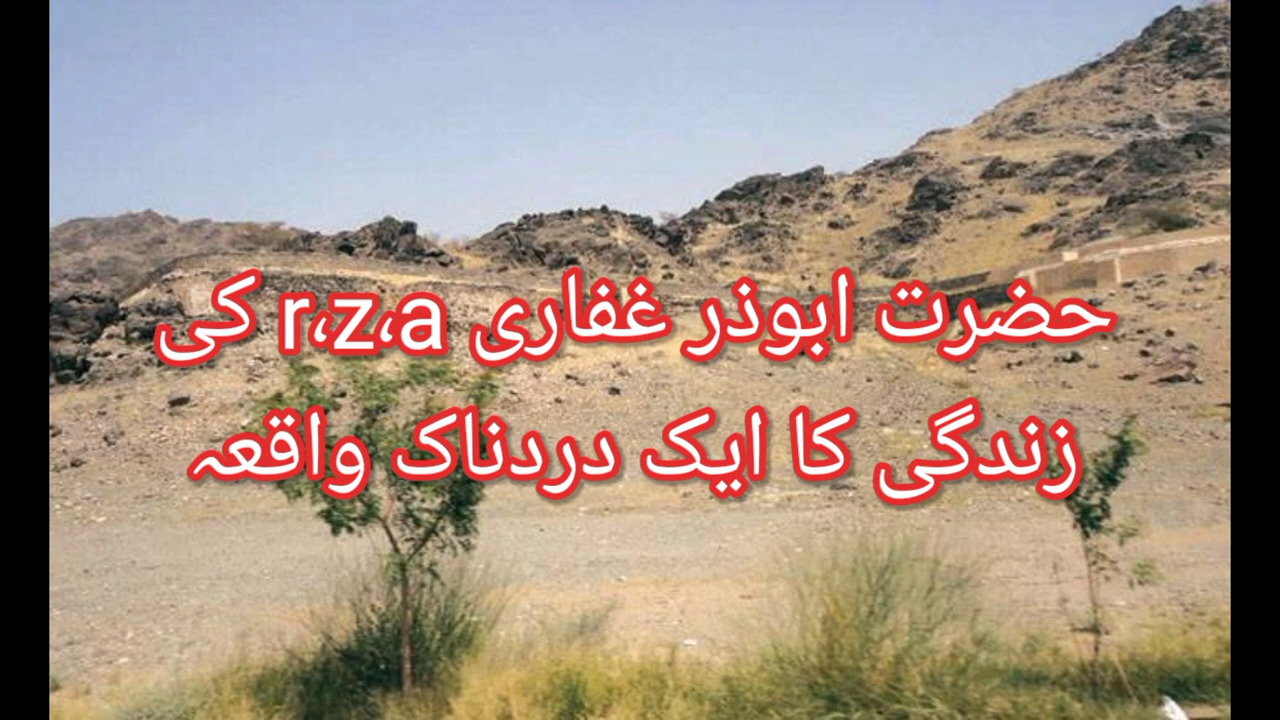 حضرت ابوذر غفاری r،z،a کی
زندگی کا ایک دردناک واقعہ